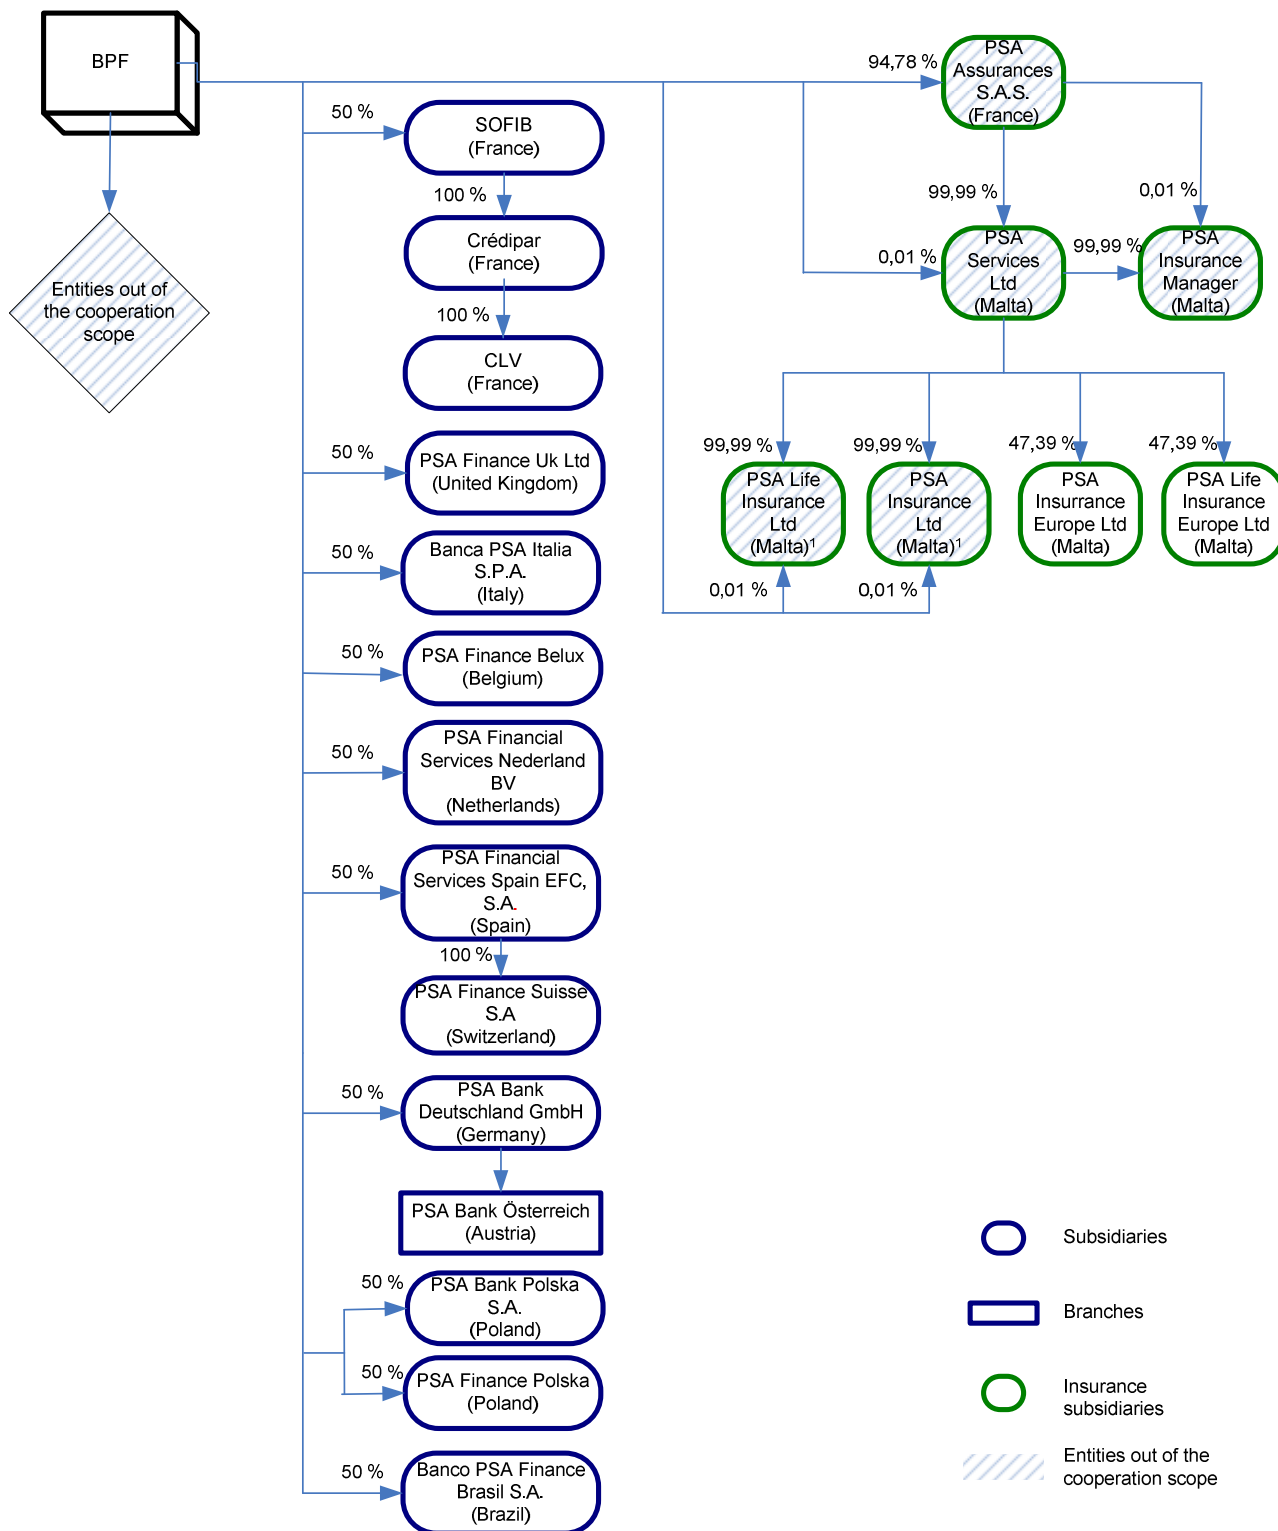 BPF
Entities out of
the cooperation
scope
50 %
SOFIB
(France)
100 %
Crédipar
(France)
100 %
CLV
(France)
50 %
PSA Finance Uk Ltd
(United Kingdom)
50 %
Banca PSA Italia
S.P.A.
(Italy)
50 %
PSA Finance Belux
(Belgium)
50 %
PSA Financial
Services Nederland
BV
(Netherlands)
50 %
PSA Financial
Services Spain EFC,
S.A.
(Spain)
100 %
PSA Finance Suisse
S.A
(Switzerland)
50 %
PSA Bank
Deutschland GmbH
(Germany)
PSA Bank Österreich
(Austria)
50 %
PSA Bank Polska
S.A.
(Poland)
50 %
PSA Finance Polska
(Poland)
50 %
Banco PSA Finance
Brasil S.A.
(Brazil)
94,78 %
PSA
Assurances
S.A.S.
(France)
99,99 %
0,01 %
0,01 %
PSA
Services
Ltd
(Malta)
99,99 %
PSA
Insurance
Manager
(Malta)
99,99 %
PSA Life
Insurance
Ltd
(Malta)¹
0,01 %
99,99 %
PSA
Insurance
Ltd
(Malta)¹
0,01 %
47,39 %
PSA
Insurrance
Europe Ltd
(Malta)
47,39 %
PSA Life
Insurance
Europe Ltd
(Malta)
Subsidiaries
Branches
Insurance
subsidiaries
Entities out of the
cooperation scope